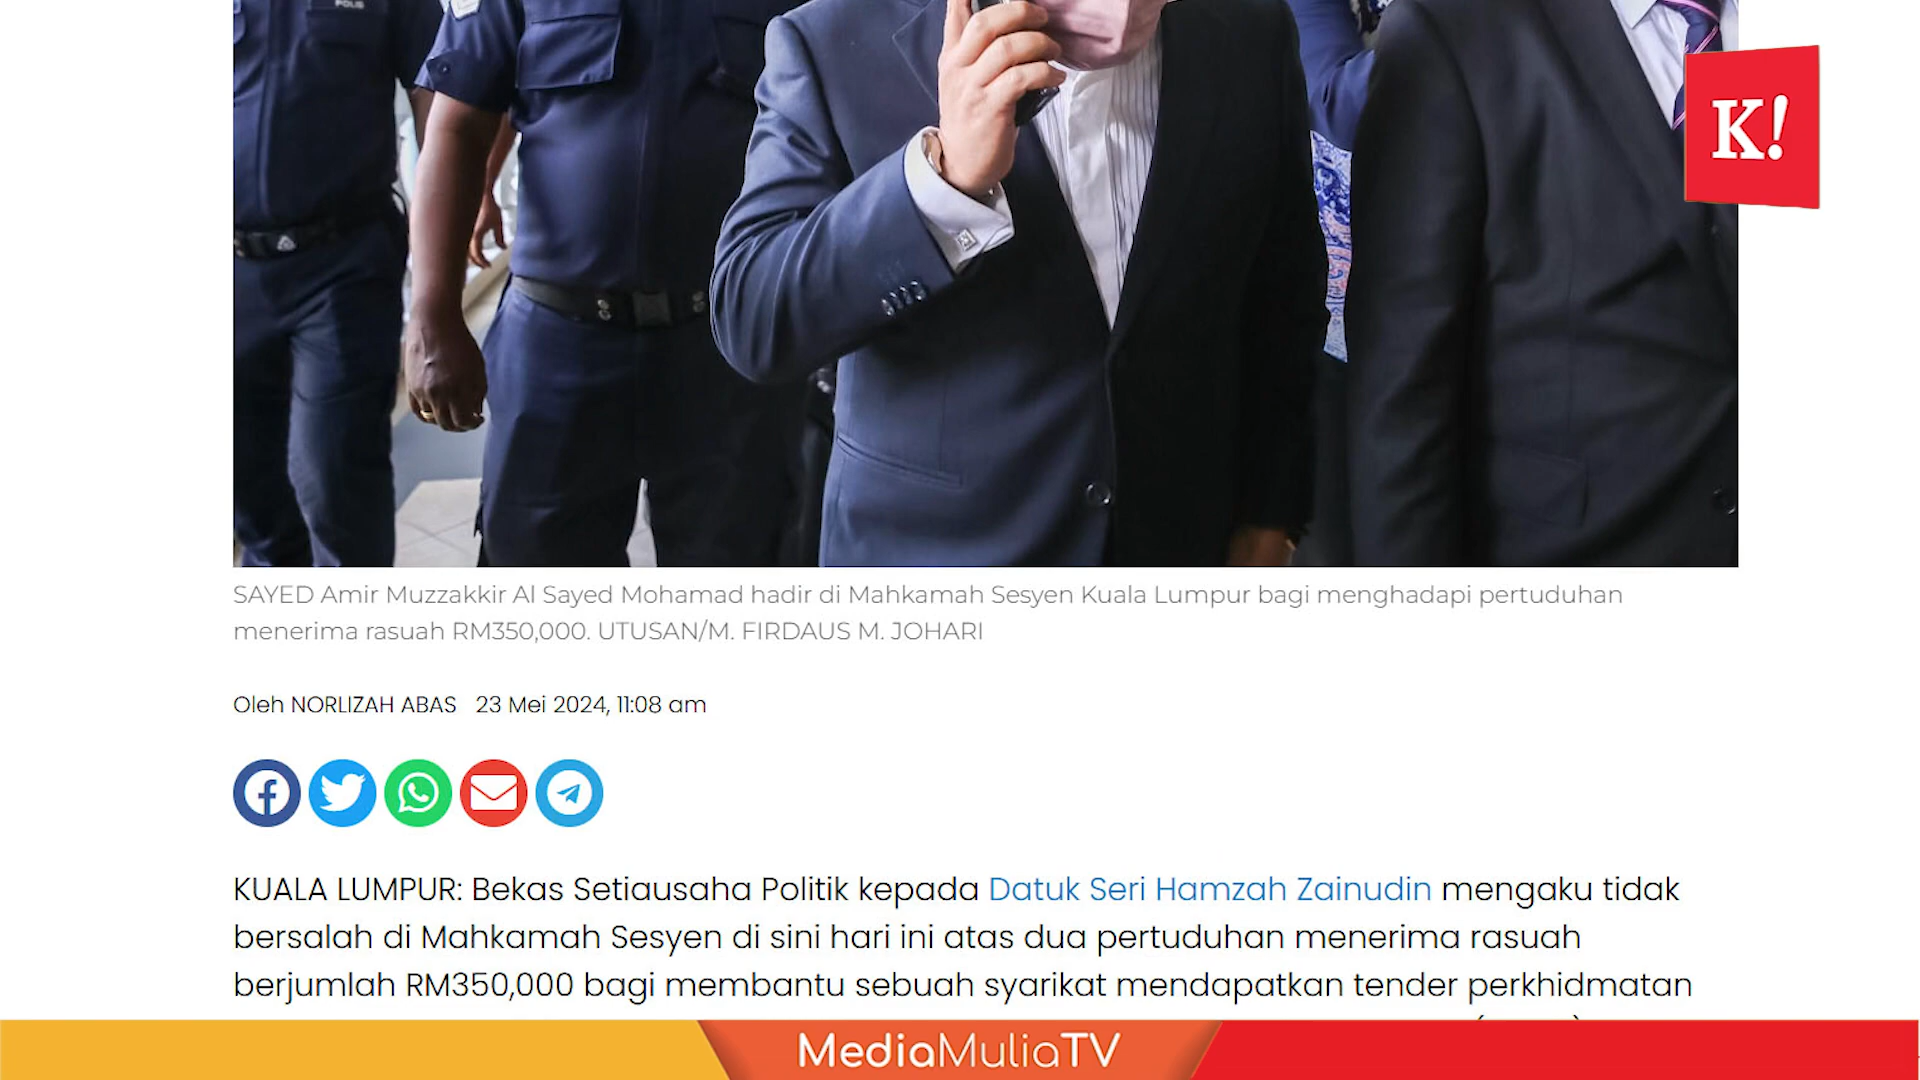 POLIS
K!
SAYED Amir Muzzakkir Al Sayed Mohamad hadir di Mahkamah Sesyen Kuala Lumpur bagi menghadapi pertuduhan
menerima rasuah RM350,000. UTUSAN/M. FIRDAUS M. JOHARI
Oleh NORLIZAH ABAS 23 Mei 2024, 11:08 am
KUALA LUMPUR: Bekas Setiausaha Politik kepada Datuk Seri Hamzah Zainudin mengaku tidak
bersalah di Mahkamah Sesyen di sini hari ini atas dua pertuduhan menerima rasuah
berjumlah RM350,000 bagi membantu sebuah syarikat mendapatkan tender perkhidmatan
MediaMuliaTV